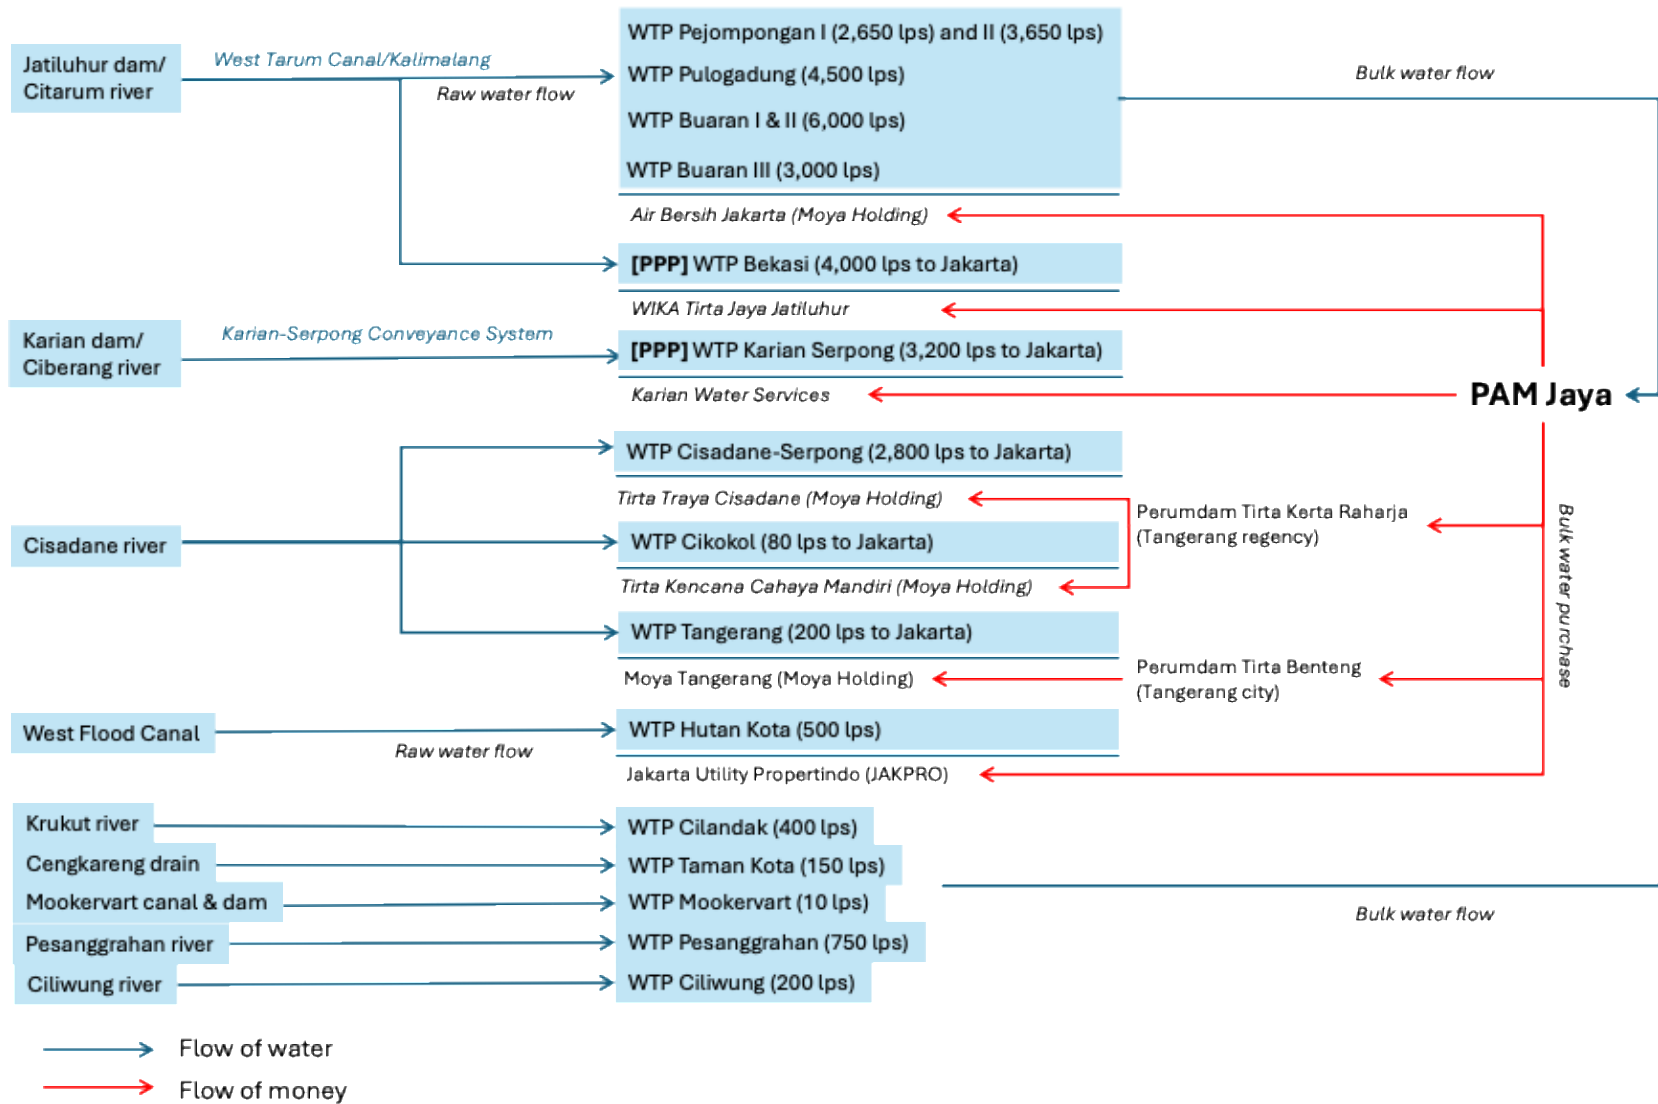 Jatiluhur dam/
Citarum river
West Tarum Canal/Kalimalang
Raw water flow
WTP Pejompongan I (2,650 lps) and II (3,650 lps)
WTP Pulogadung (4,500 lps)
WTP Buaran I & II (6,000 lps)
WTP Buaran III (3,000 lps)
Air Bersih Jakarta (Moya Holding)
Bulk water flow
[PPP] WTP Bekasi (4,000 lps to Jakarta)
WIKA Tirta Jaya Jatiluhur
Karian dam/
Ciberang river
Karian-Serpong Conveyance System
[PPP] WTP Karian Serpong (3,200 lps to Jakarta)
Karian Water Services
PAM Jaya
Cisadane river
WTP Cisadane-Serpong (2,800 lps to Jakarta)
Tirta Traya Cisadane (Moya Holding)
WTP Cikokol (80 lps to Jakarta)
Tirta Kencana Cahaya Mandiri (Moya Holding)
Perumdam Tirta Kerta Raharja
(Tangerang regency)
WTP Tangerang (200 lps to Jakarta)
Moya Tangerang (Moya Holding)
Perumdam Tirta Benteng
(Tangerang city)
Bulk water purchase
West Flood Canal
Raw water flow
WTP Hutan Kota (500 lps)
Jakarta Utility Propertindo (JAKPRO)
Krukut river
WTP Cilandak (400 lps)
Cengkareng drain
WTP Taman Kota (150 lps)
Mookervart canal & dam
WTP Mookervart (10 lps)
Pesanggrahan river
WTP Pesanggrahan (750 lps)
Ciliwung river
WTP Ciliwung (200 lps)
Bulk water flow
Flow of water
Flow of money